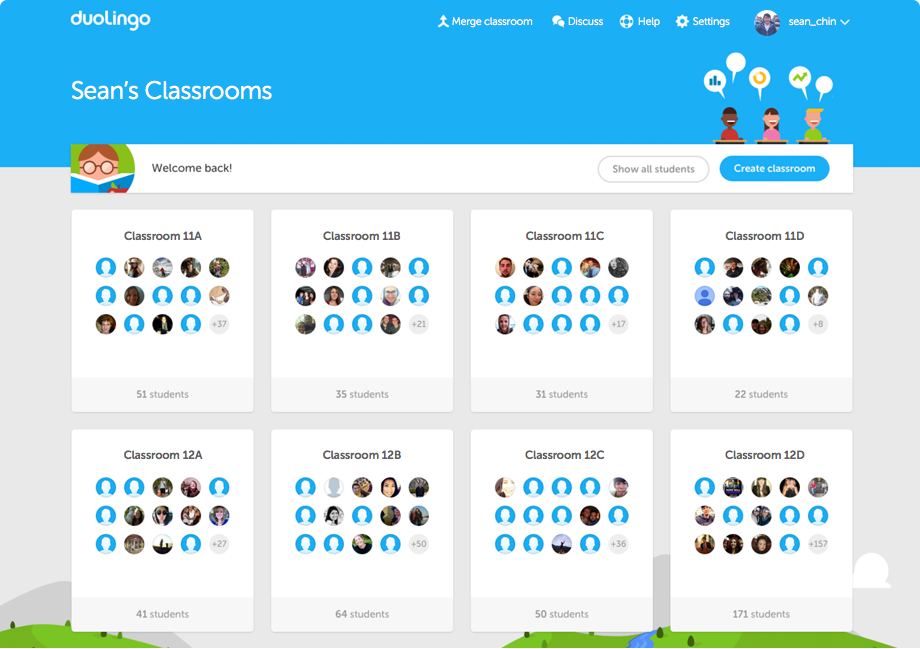 duolingo
Merge classroom Discuss Help Settings sean_chin
Sean's Classrooms
Welcome back! Show all students Create classroom
Classroom 11A
+37
51 students
Classroom 11B
+21
35 students
Classroom 11C
+17
31 students
Classroom 11D
+8
22 students
Classroom 12A
+27
41 students
Classroom 12B
+50
64 students
Classroom 12C
+36
50 students
Classroom 12D
+157
171 students